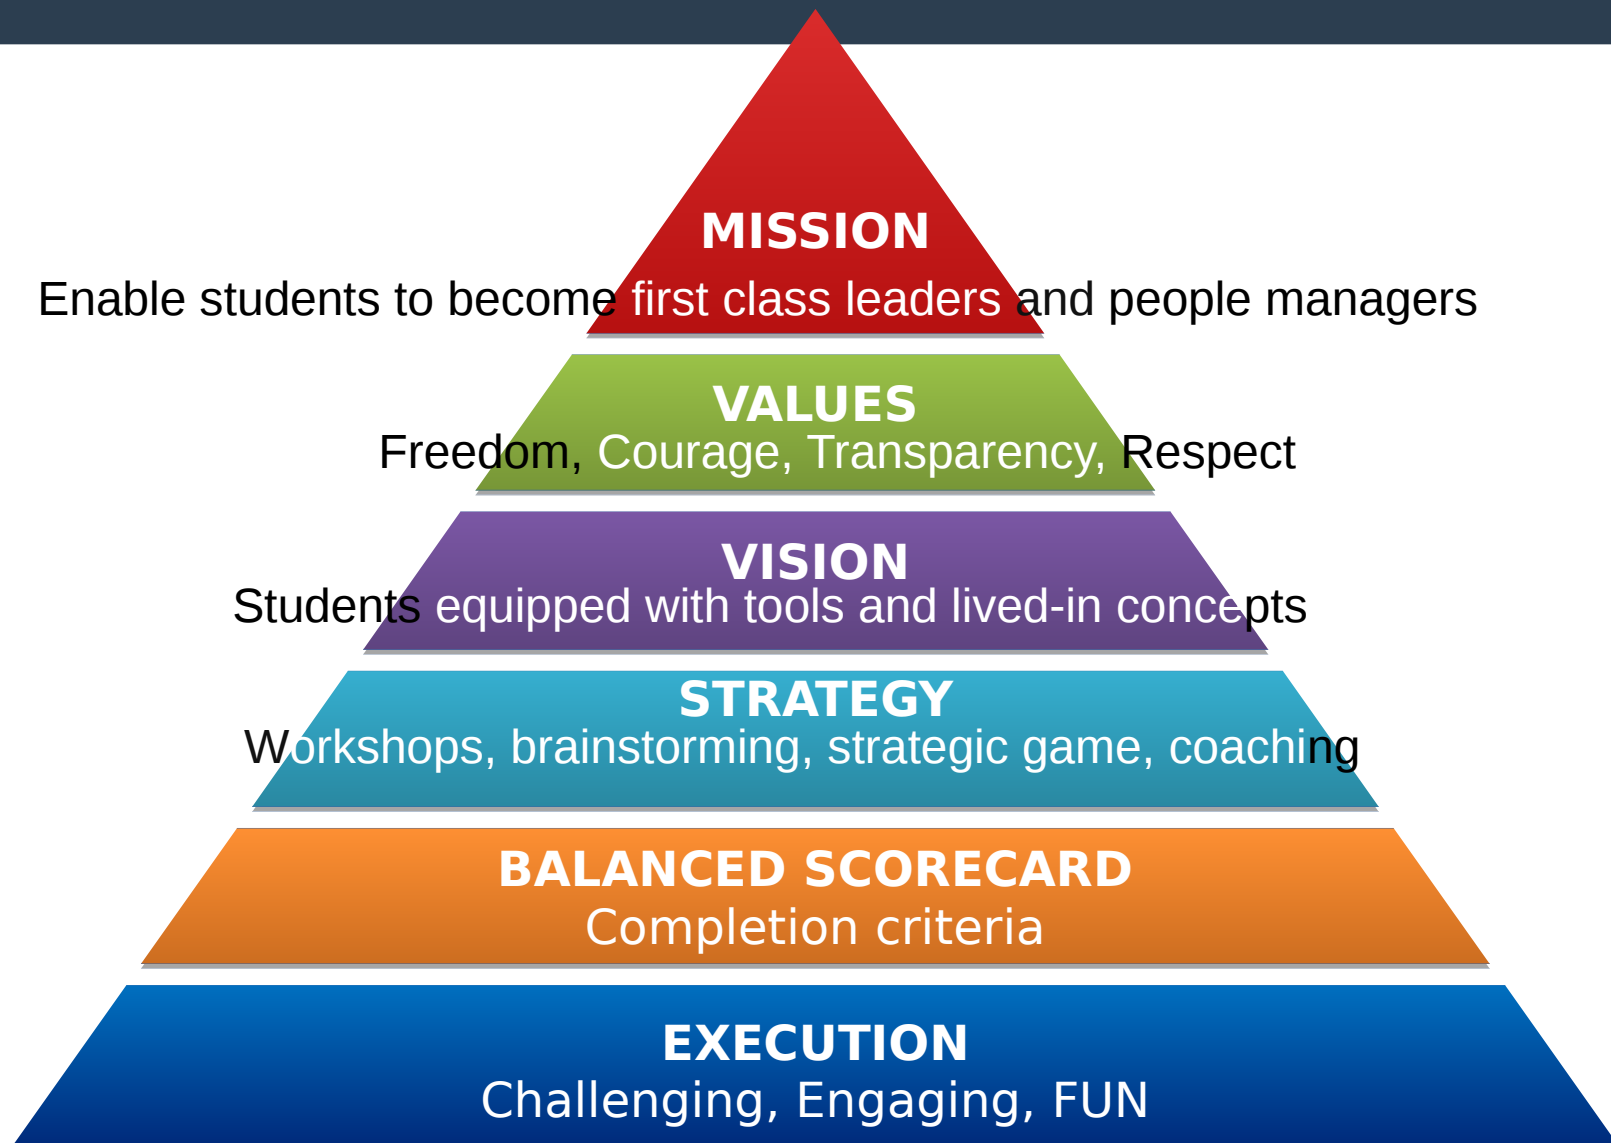 MISSION
Enable students to become first class leaders and people managers
VALUES
Freedom, Courage, Transparency, Respect
VISION
Students equipped with tools and lived-in concepts
STRATEGY
Workshops, brainstorming, strategic game, coaching
BALANCED SCORECARD
Completion criteria
EXECUTION
Challenging, Engaging, FUN